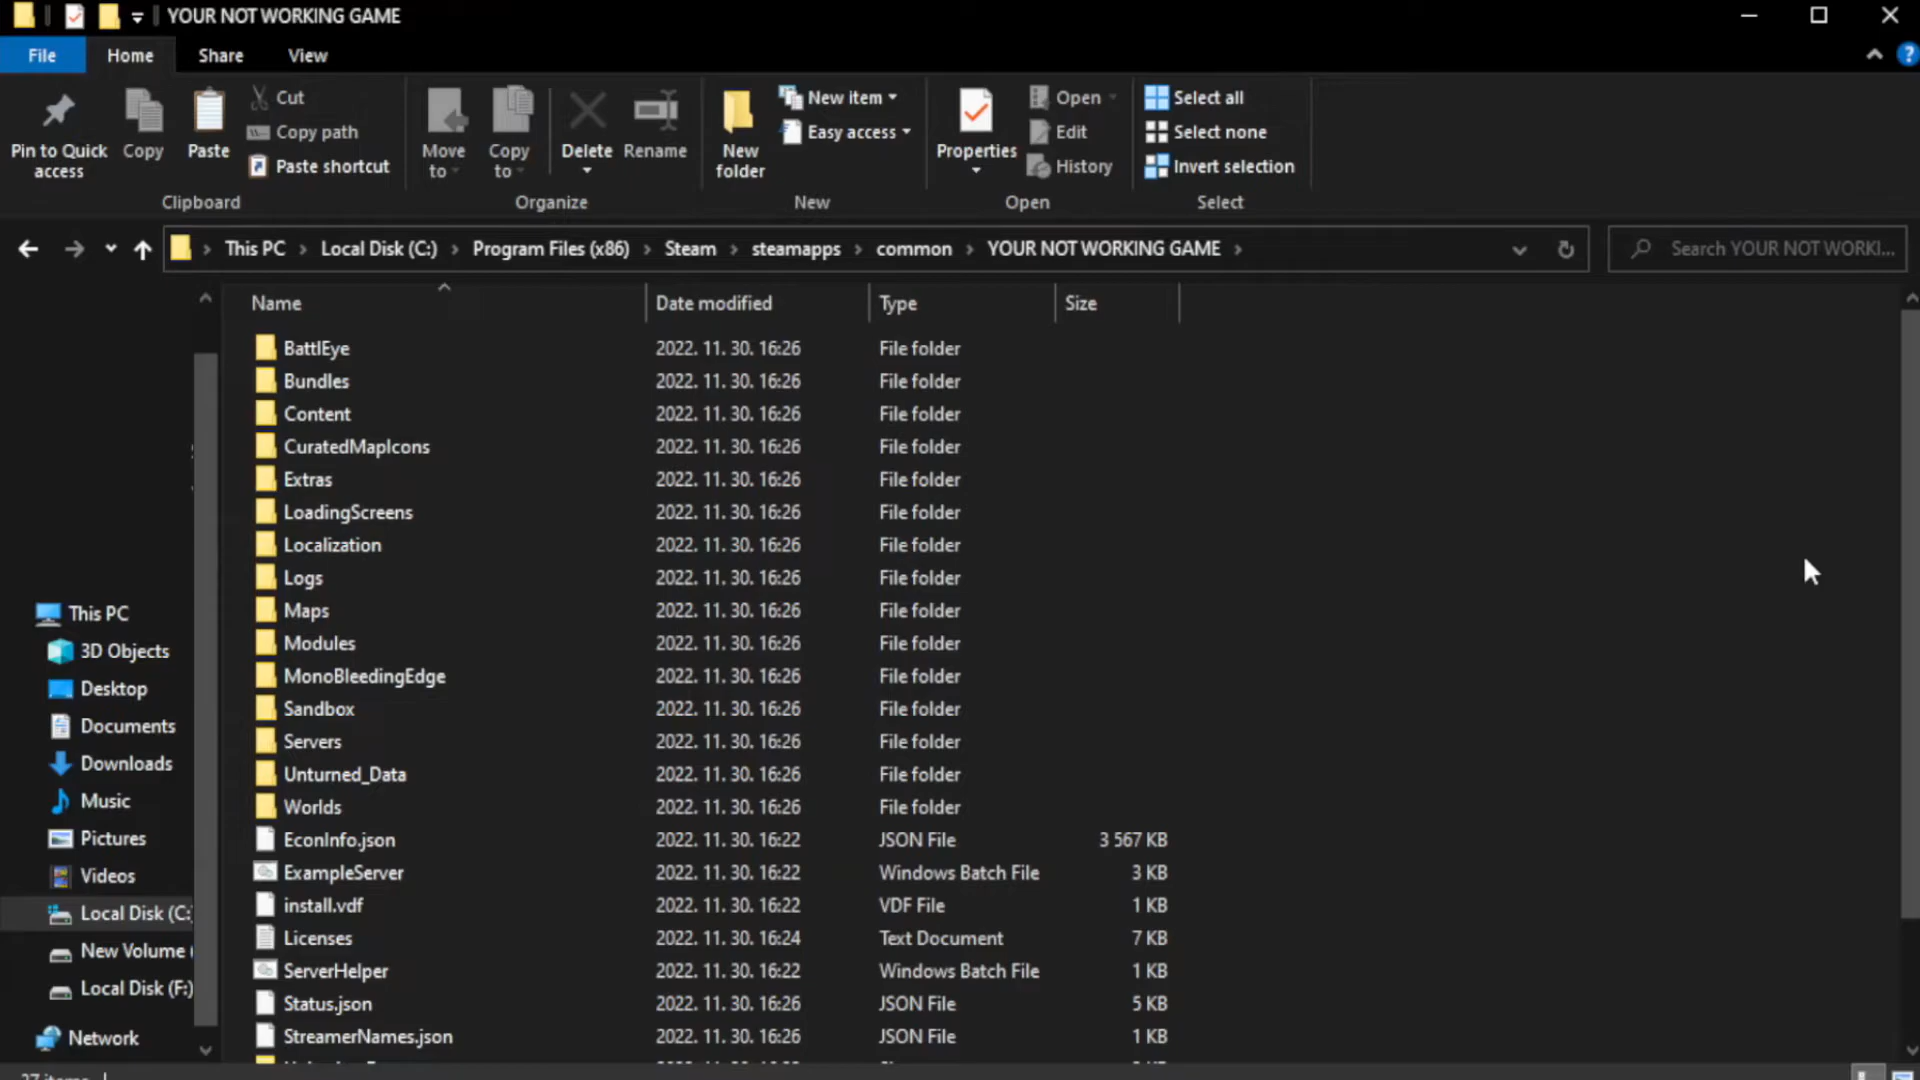 YOUR NOT WORKING GAME
File Home Share View
Pin to Quick access
Copy
Paste
Cut
Copy path
Paste shortcut
Clipboard
Move to
Copy to
Delete
Rename
Organize
New folder
New item
Easy access
New
Properties
Open
Edit
History
Open
Select all
Select none
Invert selection
Select
This PC Local Disk (C:) Program Files (x86) Steam steamapps common YOUR NOT WORKING GAME
Search YOUR NOT WORKI...
This PC
3D Objects
Desktop
Documents
Downloads
Music
Pictures
Videos
Local Disk (C:
New Volume (
Local Disk (F:)
Network
Name Date modified Type Size
BattlEye 2022. 11. 30. 16:26 File folder
Bundles 2022. 11. 30. 16:26 File folder
Content 2022. 11. 30. 16:26 File folder
CuratedMapIcons 2022. 11. 30. 16:26 File folder
Extras 2022. 11. 30. 16:26 File folder
LoadingScreens 2022. 11. 30. 16:26 File folder
Localization 2022. 11. 30. 16:26 File folder
Logs 2022. 11. 30. 16:26 File folder
Maps 2022. 11. 30. 16:26 File folder
Modules 2022. 11. 30. 16:26 File folder
MonoBleedingEdge 2022. 11. 30. 16:26 File folder
Sandbox 2022. 11. 30. 16:26 File folder
Servers 2022. 11. 30. 16:26 File folder
Unturned_Data 2022. 11. 30. 16:26 File folder
Worlds 2022. 11. 30. 16:26 File folder
EconInfo.json 2022. 11. 30. 16:22 JSON File 3 567 KB
ExampleServer 2022. 11. 30. 16:22 Windows Batch File 3 KB
install.vdf 2022. 11. 30. 16:22 VDF File 1 KB
Licenses 2022. 11. 30. 16:24 Text Document 7 KB
ServerHelper 2022. 11. 30. 16:22 Windows Batch File 1 KB
Status.json 2022. 11. 30. 16:26 JSON File 5 KB
StreamerNames.json 2022. 11. 30. 16:26 JSON File 1 KB